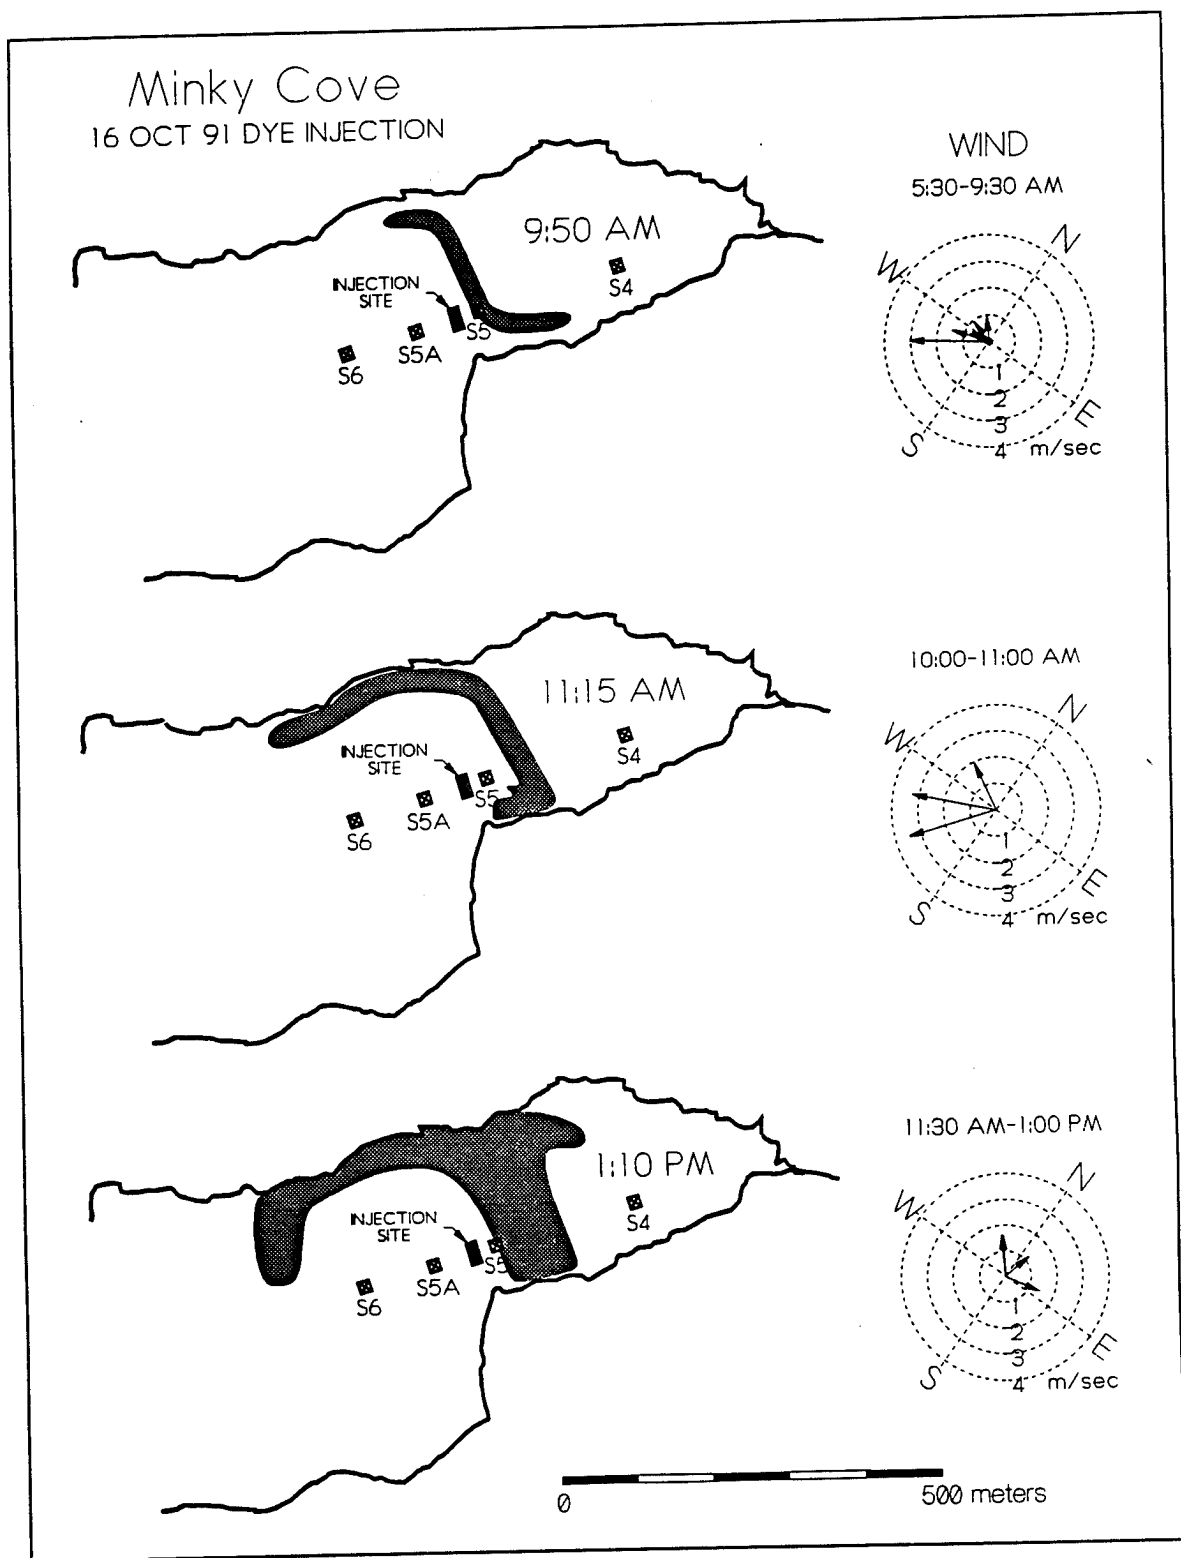 Minky Cove
16 OCT 91 DYE INJECTION
WIND
5:30-9:30 AM
9:50 AM
INJECTION
SITE
S4
S5
S5A
S6
N
W
E
S
1
2
3
4 m/sec
10:00-11:00 AM
11:15 AM
INJECTION
SITE
S4
S5
S5A
S6
N
W
E
S
1
2
3
4 m/sec
11:30 AM-1:00 PM
1:10 PM
INJECTION
SITE
S4
S5
S5A
S6
N
W
E
S
1
2
3
4 m/sec
0
500 meters